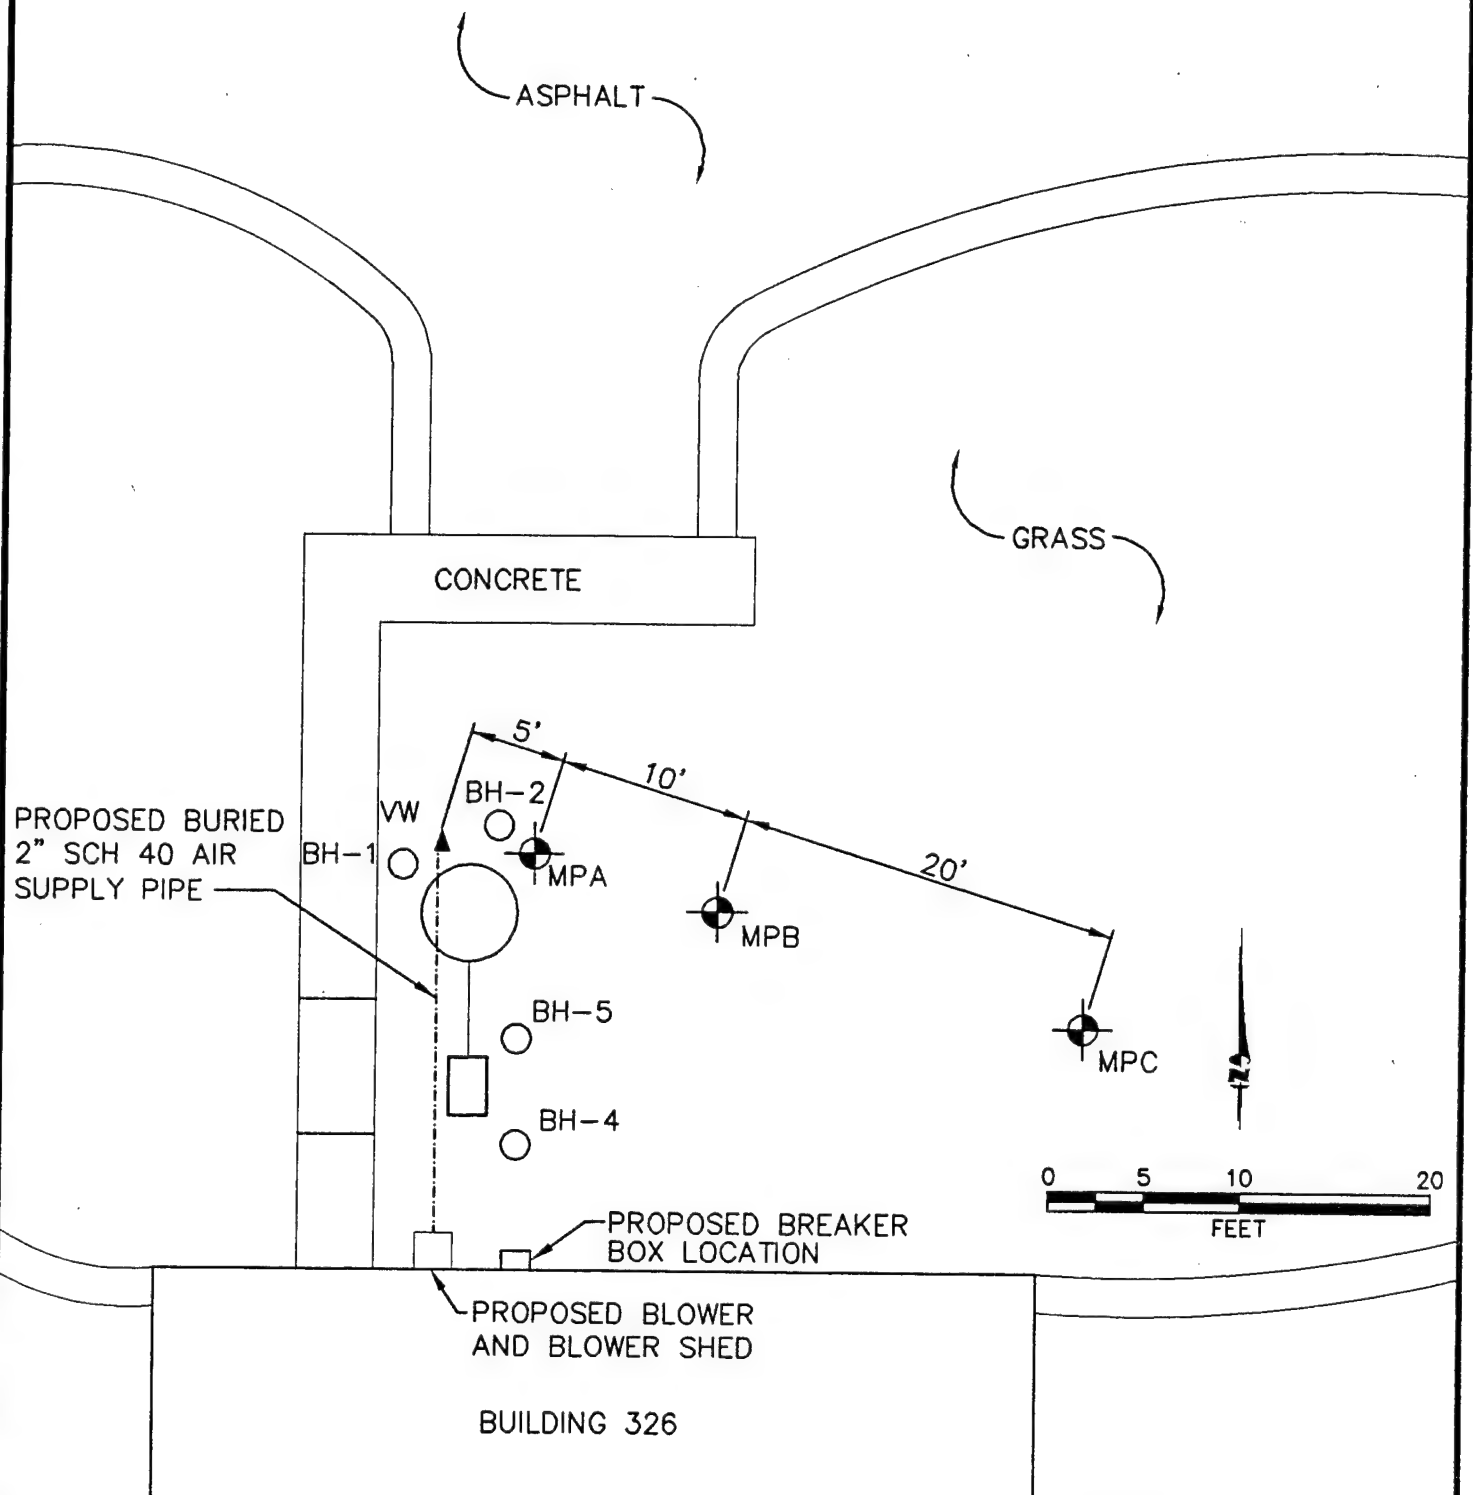 ASPHALT
GRASS
CONCRETE
5'
10'
20'
BH-2
VW
BH-1
MPA
MPB
MPC
PROPOSED BURIED
2" SCH 40 AIR
SUPPLY PIPE
BH-5
BH-4
N
0 5 10 20
FEET
PROPOSED BREAKER
BOX LOCATION
PROPOSED BLOWER
AND BLOWER SHED
BUILDING 326